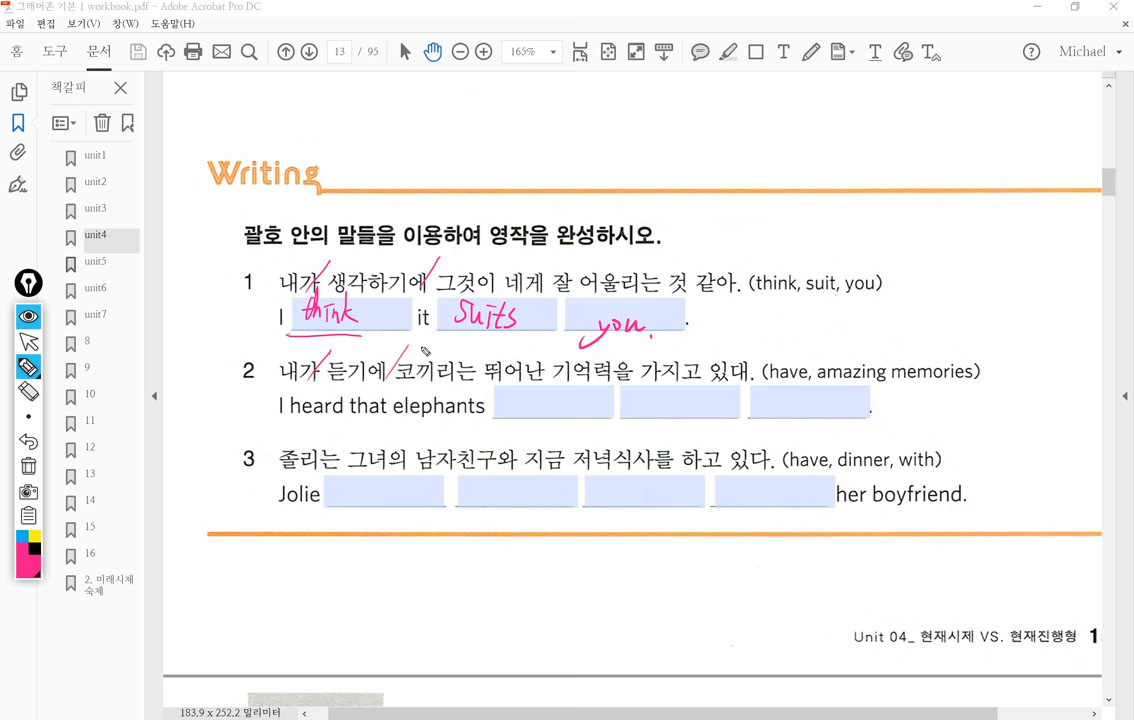 그래머존 기본 1 workbook.pdf - Adobe Acrobat Pro DC
파일 편집 보기(V) 창(W) 도움말(H)
홈 도구 문서 13 / 95 165% Michael
책갈피
unit1
unit2
unit3
unit4
unit5
unit6
unit7
8
9
10
11
12
13
14
15
16
2. 미래시제
숙제
Writing
괄호 안의 말들을 이용하여 영작을 완성하시오.
1 내가 생각하기에 그것이 네게 잘 어울리는 것 같아. (think, suit, you)
I think it suits you.
2 내가 듣기에 코끼리는 뛰어난 기억력을 가지고 있대. (have, amazing memories)
I heard that elephants .
3 졸리는 그녀의 남자친구와 지금 저녁식사를 하고 있다. (have, dinner, with)
Jolie her boyfriend.
Unit 04_ 현재시제 VS. 현재진행형 1
183,9 x 252,2 밀리미터